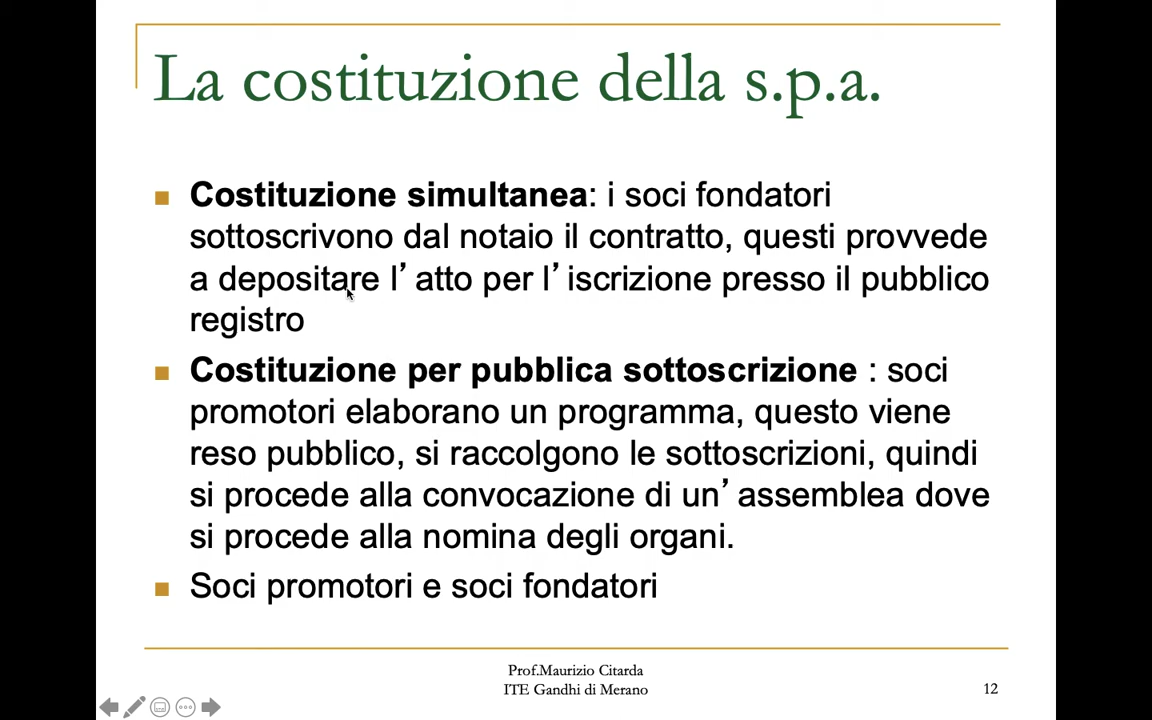 La costituzione della s.p.a.
Costituzione simultanea: i soci fondatori
sottoscrivono dal notaio il contratto, questi provvede
a depositare l’ atto per l’ iscrizione presso il pubblico
registro
Costituzione per pubblica sottoscrizione : soci
promotori elaborano un programma, questo viene
reso pubblico, si raccolgono le sottoscrizioni, quindi
si procede alla convocazione di un’ assemblea dove
si procede alla nomina degli organi.
Soci promotori e soci fondatori
Prof.Maurizio Citarda
ITE Gandhi di Merano
12